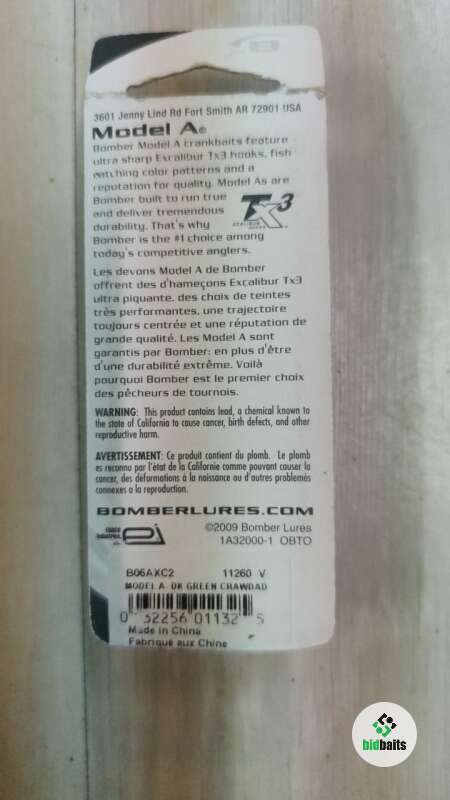 3601 Jenny Lind Rd Fort Smith AR 72901 USA
Model A®
Bomber Model A crankbaits feature
ultra sharp Excalibur Tx3 hooks, fish
catching color patterns and a
reputation for quality. Model As are
Bomber built to run true
and deliver tremendous
durability. That's why
Bomber is the #1 choice among
today's competitive anglers.
Tx3
EXCALIBUR
Les devons Model A de Bomber
offrent des d'hameçons Excalibur Tx3
ultra piquante, des choix de teintes
très performantes, une trajectoire
toujours centrée et une réputation de
grande qualité. Les Model A sont
garantis par Bomber: en plus d'être
d'une durabilité extrême. Voilà
pourquoi Bomber est le premier choix
des pêcheurs de tournois.
WARNING: This product contains lead, a chemical known to
the state of California to cause cancer, birth defects, and other
reproductive harm.
AVERTISSEMENT: Ce produit contient du plomb. Le plomb
es reconnu par l'état de la Californie comme pouvant causer la
cancer, des déformations à la naissance ou d'autres problèmes
connexes a la reproduction.
BOMBERLURES.COM
©2009 Bomber Lures
1A32000-1 OBTO
B06AXC2 11260 V
MODEL A DK GREEN CRAWDAD
0 32256 01132 5
Made in China
Fabriqué aux Chine
bidbaits